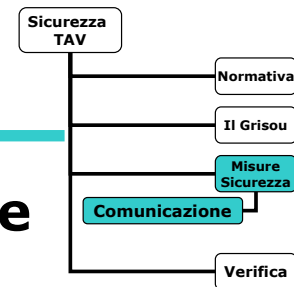 Sicurezza
TAV
Normativa
Il Grisou
Misure
Sicurezza
Comunicazione
e
Verifica